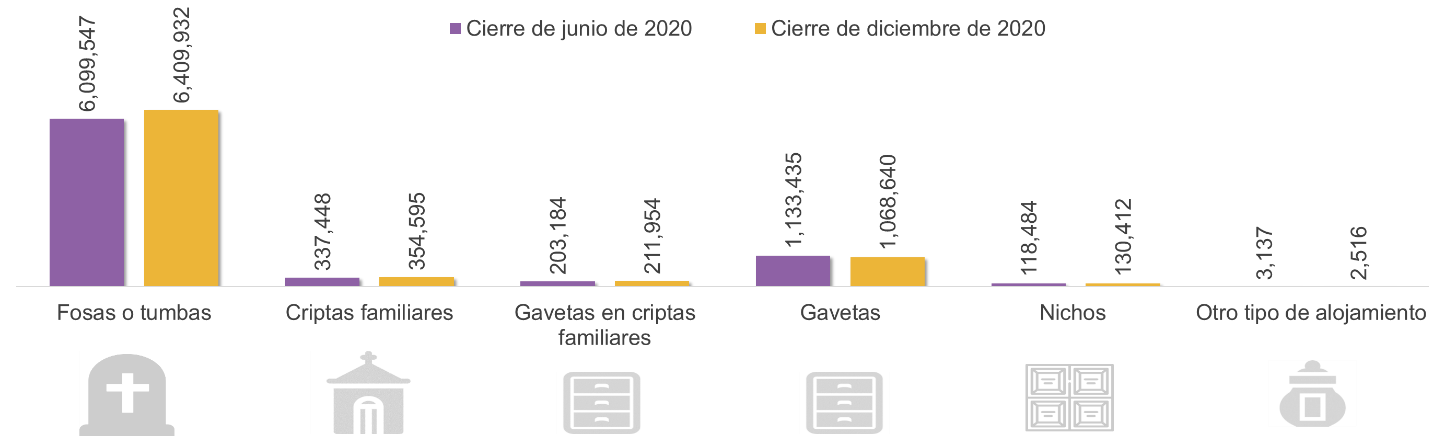 Cierre de junio de 2020
Cierre de diciembre de 2020
6,099,547
6,409,932
337,448
354,595
203,184
211,954
1,133,435
1,068,640
118,484
130,412
3,137
2,516
Fosas o tumbas
Criptas familiares
Gavetas en criptas
familiares
Gavetas
Nichos
Otro tipo de alojamiento